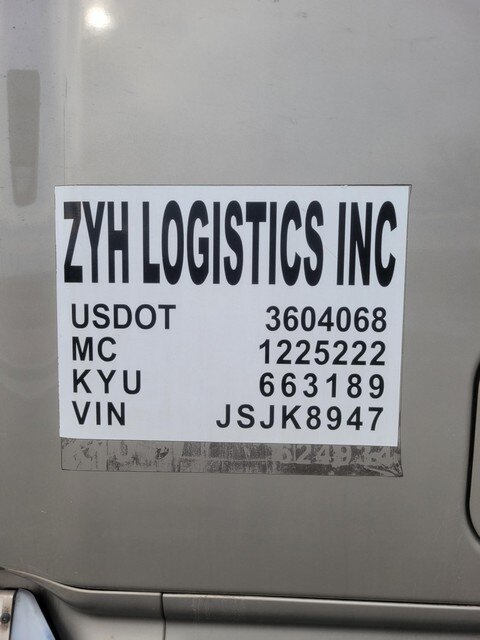 ZYH LOGISTICS INC
USDOT 3604068
MC 1225222
KYU 663189
VIN JSJK8947